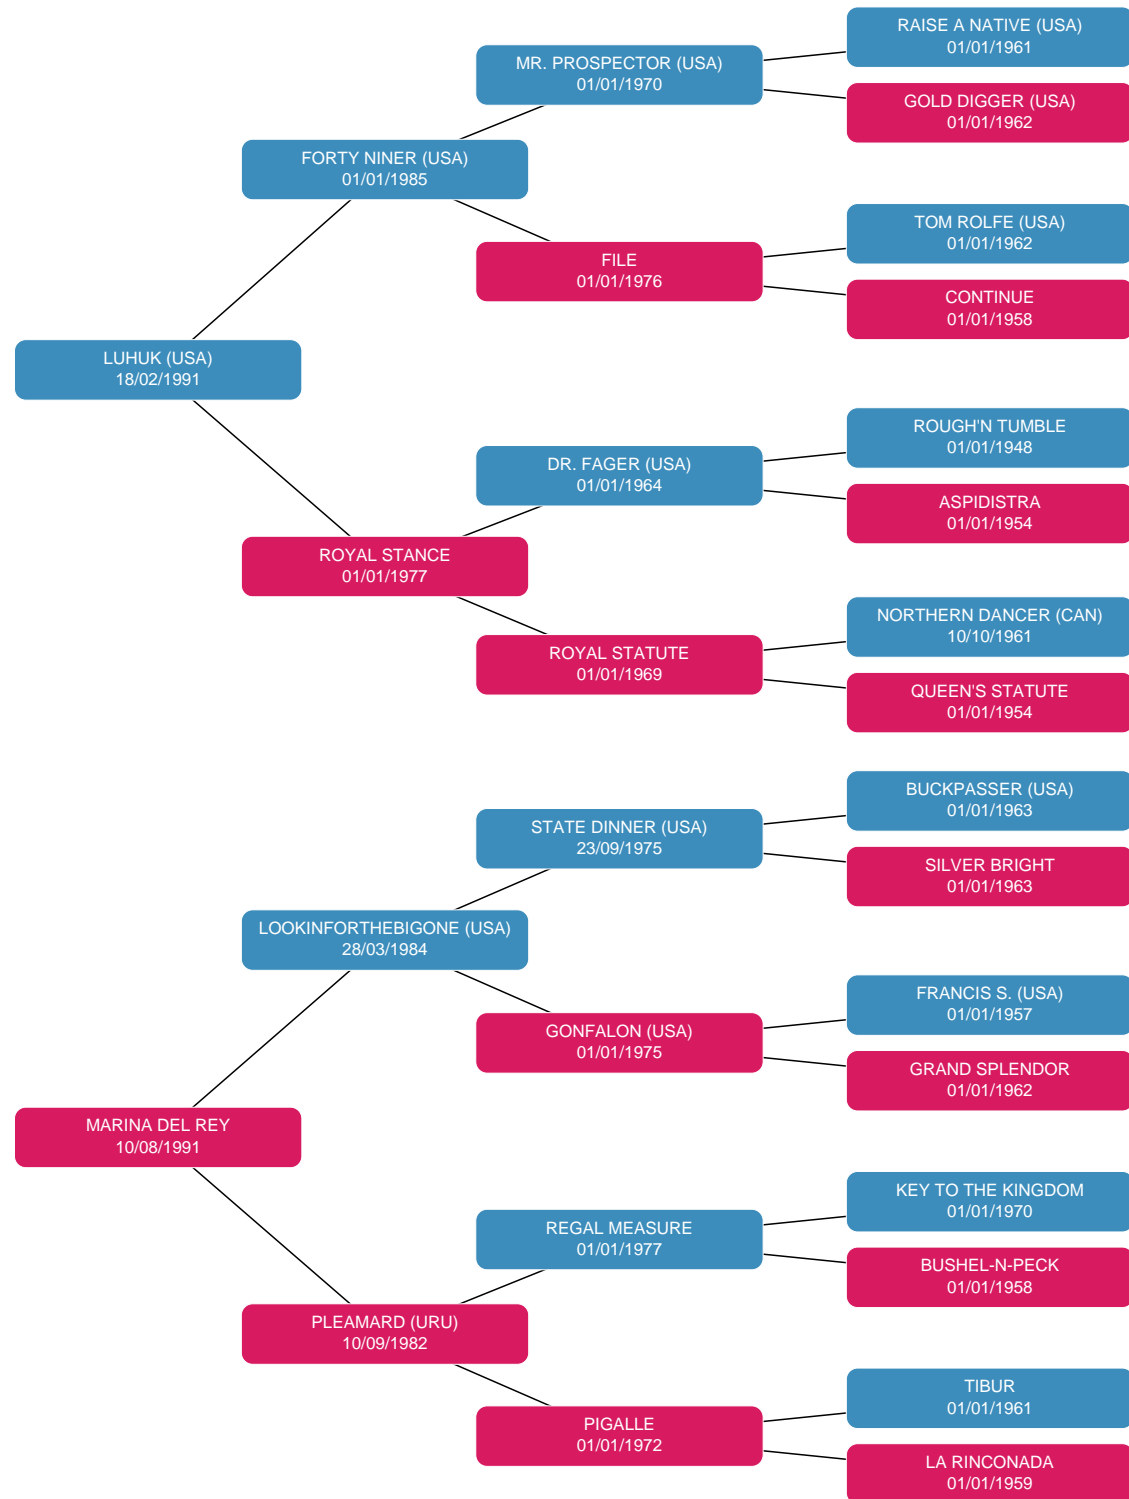 RAISE A NATIVE (USA)
01/01/1961
MR. PROSPECTOR (USA)
01/01/1970
GOLD DIGGER (USA)
01/01/1962
FORTY NINER (USA)
01/01/1985
TOM ROLFE (USA)
01/01/1962
FILE
01/01/1976
CONTINUE
01/01/1958
LUHUK (USA)
18/02/1991
ROUGH'N TUMBLE
01/01/1948
DR. FAGER (USA)
01/01/1964
ASPIDISTRA
01/01/1954
ROYAL STANCE
01/01/1977
NORTHERN DANCER (CAN)
10/10/1961
ROYAL STATUTE
01/01/1969
QUEEN'S STATUTE
01/01/1954
BUCKPASSER (USA)
01/01/1963
STATE DINNER (USA)
23/09/1975
SILVER BRIGHT
01/01/1963
LOOKINFORTHEBIGONE (USA)
28/03/1984
FRANCIS S. (USA)
01/01/1957
GONFALON (USA)
01/01/1975
GRAND SPLENDOR
01/01/1962
MARINA DEL REY
10/08/1991
KEY TO THE KINGDOM
01/01/1970
REGAL MEASURE
01/01/1977
BUSHEL-N-PECK
01/01/1958
PLEAMARD (URU)
10/09/1982
TIBUR
01/01/1961
PIGALLE
01/01/1972
LA RINCONADA
01/01/1959